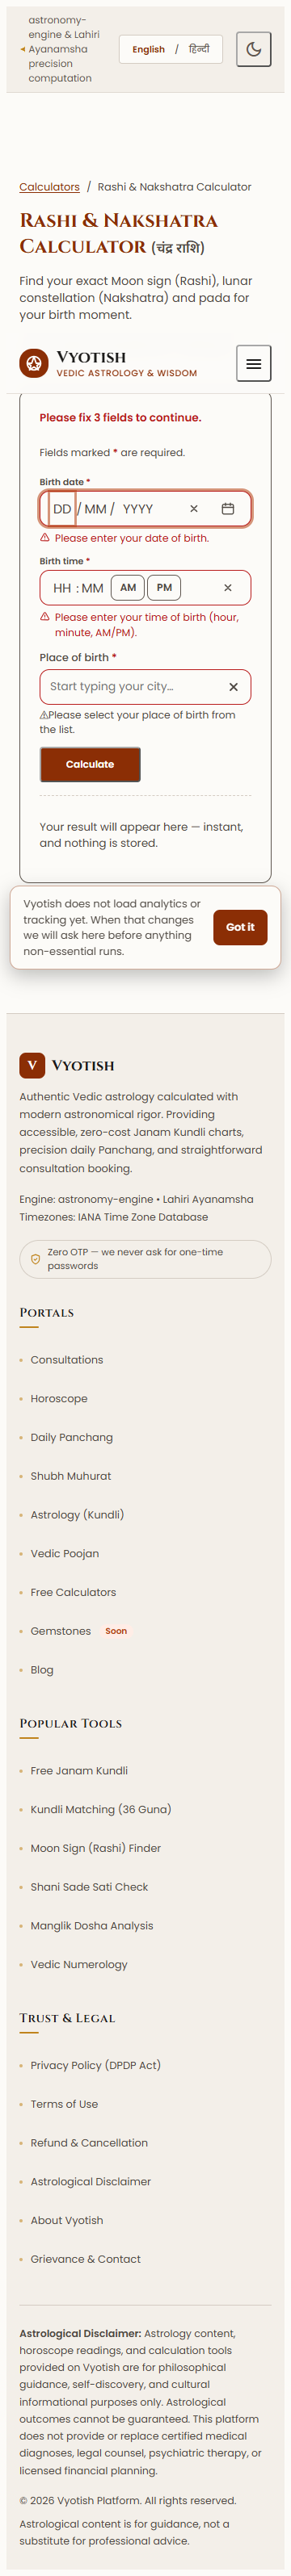 astronomy-
engine & Lahiri
Ayanamsha
precision
computation
English / हिन्दी
Calculators / Rashi & Nakshatra Calculator
Rashi & Nakshatra
Calculator (चंद्र राशि)
Find your exact Moon sign (Rashi), lunar
constellation (Nakshatra) and pada for
your birth moment.
Vyotish
VEDIC ASTROLOGY & WISDOM
Please fix 3 fields to continue.
Fields marked * are required.
Birth date *
DD / MM / YYYY
Please enter your date of birth.
Birth time *
HH : MM AM PM
Please enter your time of birth (hour,
minute, AM/PM).
Place of birth *
Start typing your city...
Please select your place of birth from
the list.
Calculate
Your result will appear here — instant,
and nothing is stored.
Vyotish does not load analytics or
tracking yet. When that changes
we will ask here before anything
non-essential runs.
Got it
V Vyotish
Authentic Vedic astrology calculated with
modern astronomical rigor. Providing
accessible, zero-cost Janam Kundli charts,
precision daily Panchang, and straightforward
consultation booking.
Engine: astronomy-engine • Lahiri Ayanamsa
Timezones: IANA Time Zone Database
Zero OTP — we never ask for one-time
passwords
Portals
Consultations
Horoscope
Daily Panchang
Shubh Muhurat
Astrology (Kundli)
Vedic Poojan
Free Calculators
Gemstones Soon
Blog
Popular Tools
Free Janam Kundli
Kundli Matching (36 Guna)
Moon Sign (Rashi) Finder
Shani Sade Sati Check
Manglik Dosha Analysis
Vedic Numerology
Trust & Legal
Privacy Policy (DPDP Act)
Terms of Use
Refund & Cancellation
Astrological Disclaimer
About Vyotish
Grievance & Contact
Astrological Disclaimer: Astrology content,
horoscope readings, and calculation tools
provided on Vyotish are for philosophical
guidance, self-discovery, and cultural
informational purposes only. Astrological
outcomes cannot be guaranteed. This platform
does not provide or replace certified medical
diagnoses, legal counsel, psychiatric therapy, or
licensed financial planning.
© 2026 Vyotish Platform. All rights reserved.
Astrological content is for guidance, not a
substitute for professional advice.